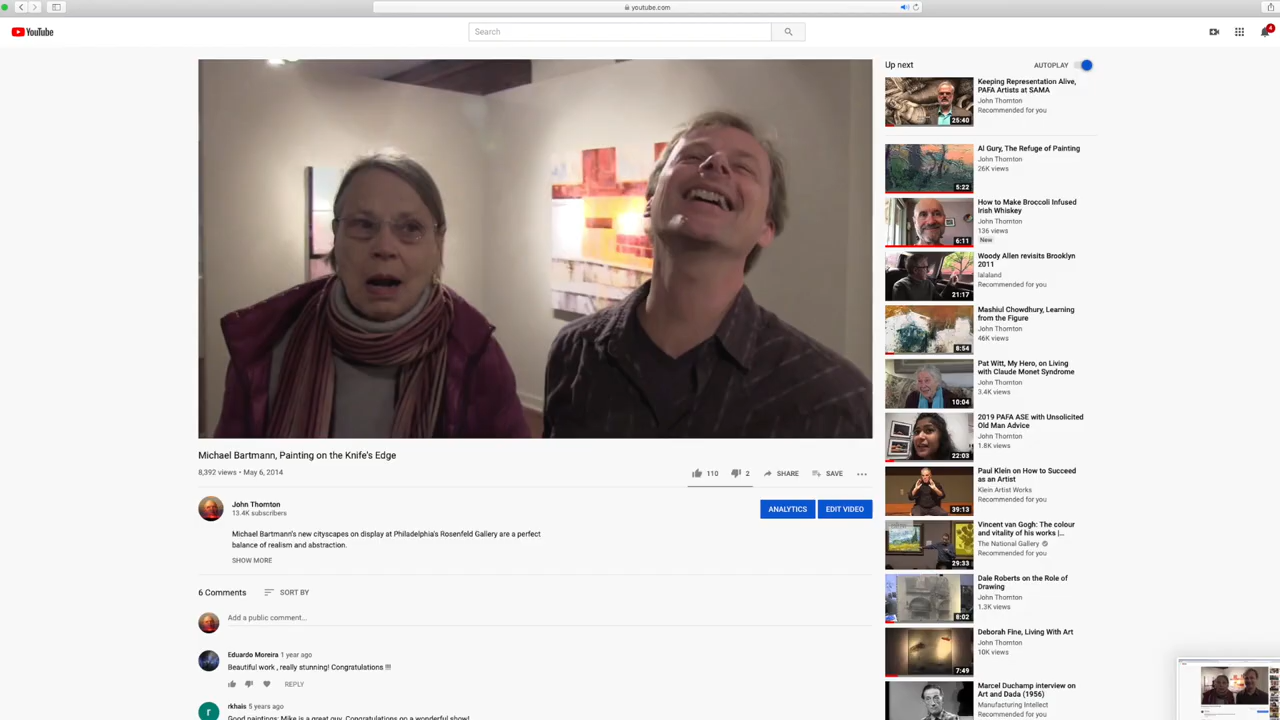 youtube.com
YouTube
Search
4
Michael Bartmann, Painting on the Knife's Edge
8,392 views • May 6, 2014
110
2
SHARE
SAVE
John Thornton
13.4K subscribers
ANALYTICS
EDIT VIDEO
Michael Bartmann's new cityscapes on display at Philadelphia's Rosenfeld Gallery are a perfect
balance of realism and abstraction.
SHOW MORE
6 Comments
SORT BY
Add a public comment...
Eduardo Moreira 1 year ago
Beautiful work , really stunning! Congratulations !!!
REPLY
r
rkhais 5 years ago
Good paintings: Mike is a great guy. Congratulations on a wonderful show!
Up next
AUTOPLAY
25:40
Keeping Representation Alive,
PAFA Artists at SAMA
John Thornton
Recommended for you
5:22
Al Gury, The Refuge of Painting
John Thornton
26K views
6:11
How to Make Broccoli Infused
Irish Whiskey
John Thornton
136 views
New
21:17
Woody Allen revisits Brooklyn
2011
lalaland
Recommended for you
8:54
Mashiul Chowdhury, Learning
from the Figure
John Thornton
46K views
10:04
Pat Witt, My Hero, on Living
with Claude Monet Syndrome
John Thornton
3.4K views
22:03
2019 PAFA ASE with Unsolicited
Old Man Advice
John Thornton
1.8K views
39:13
Paul Klein on How to Succeed
as an Artist
Klein Artist Works
Recommended for you
29:33
Vincent van Gogh: The colour
and vitality of his works |...
The National Gallery
Recommended for you
8:02
Dale Roberts on the Role of
Drawing
John Thornton
1.3K views
7:49
Deborah Fine, Living With Art
John Thornton
10K views
Marcel Duchamp interview on
Art and Dada (1956)
Manufacturing Intellect
Recommended for you